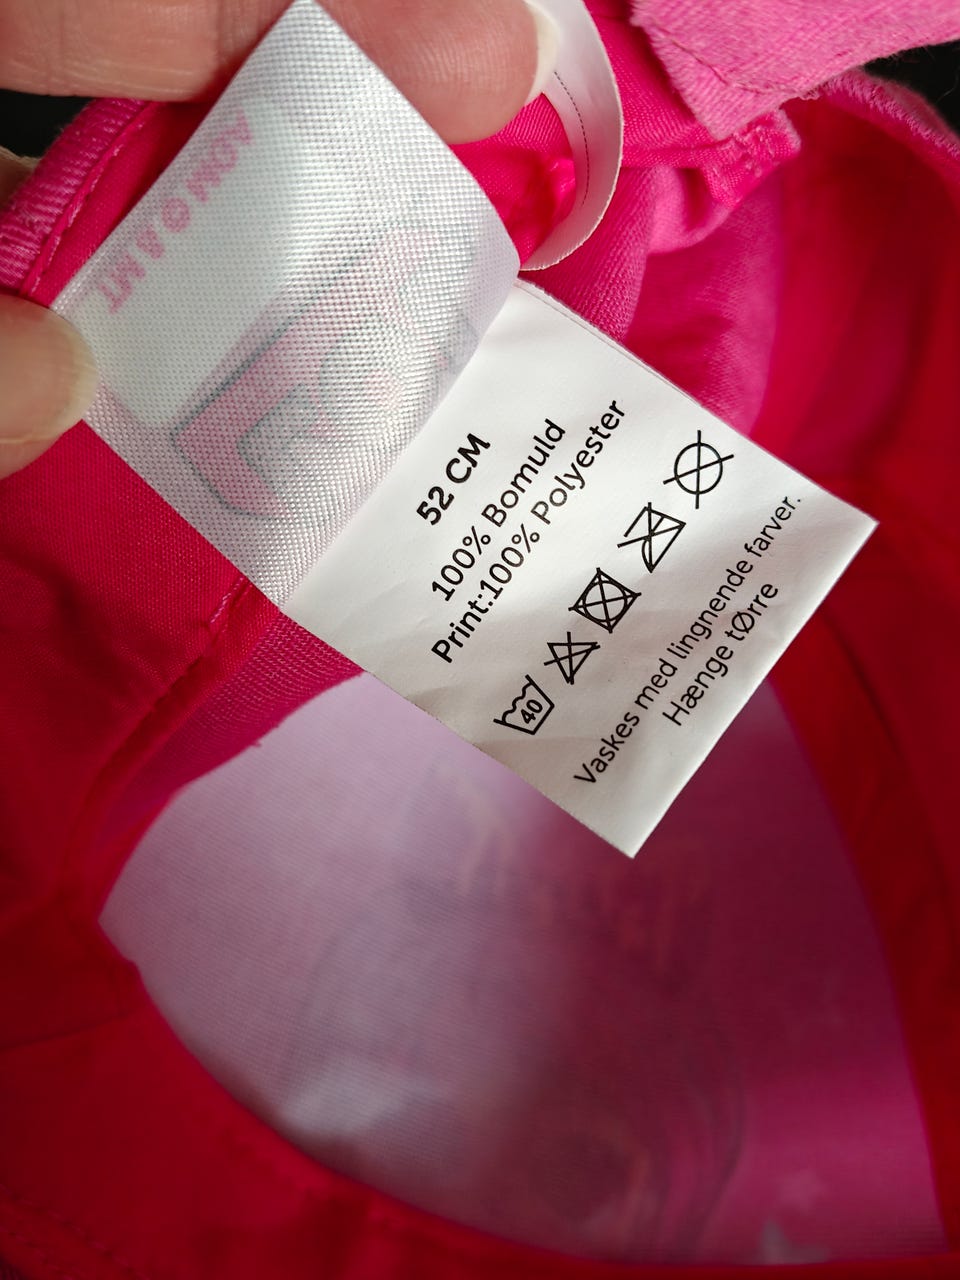 52 CM
100% Bomuld
Print:100% Polyester
40
Vaskes med lingnende farver.
Hænge tØrre